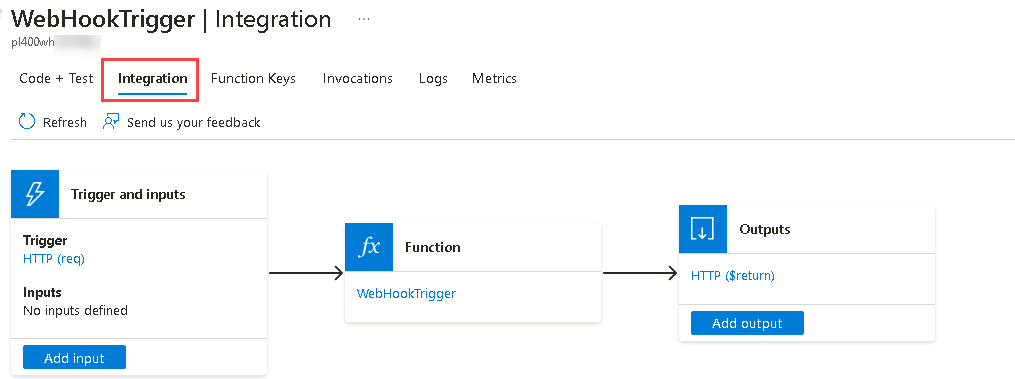 WebHookTrigger | Integration ...
pl400wh
Code + Test Integration Function Keys Invocations Logs Metrics
Refresh Send us your feedback
Trigger and inputs
Trigger
HTTP (req)
Inputs
No inputs defined
Add input
fx Function
WebHookTrigger
Outputs
HTTP ($return)
Add output